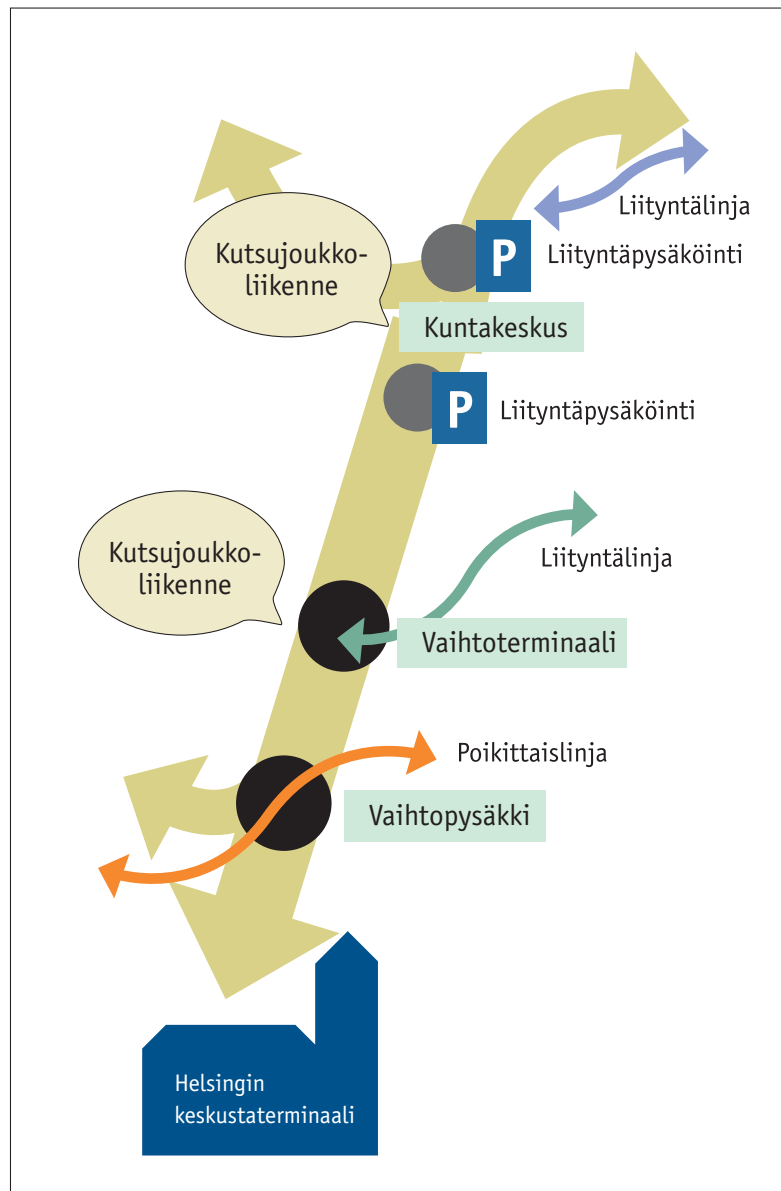 Liityntälinja
Kutsujoukko-
liikenne
P
Liityntäpysäköinti
Kuntakeskus
P
Liityntäpysäköinti
Kutsujoukko-
liikenne
Liityntälinja
Vaihtoterminaali
Poikittaislinja
Vaihtopysäkki
Helsingin
keskustaterminaali